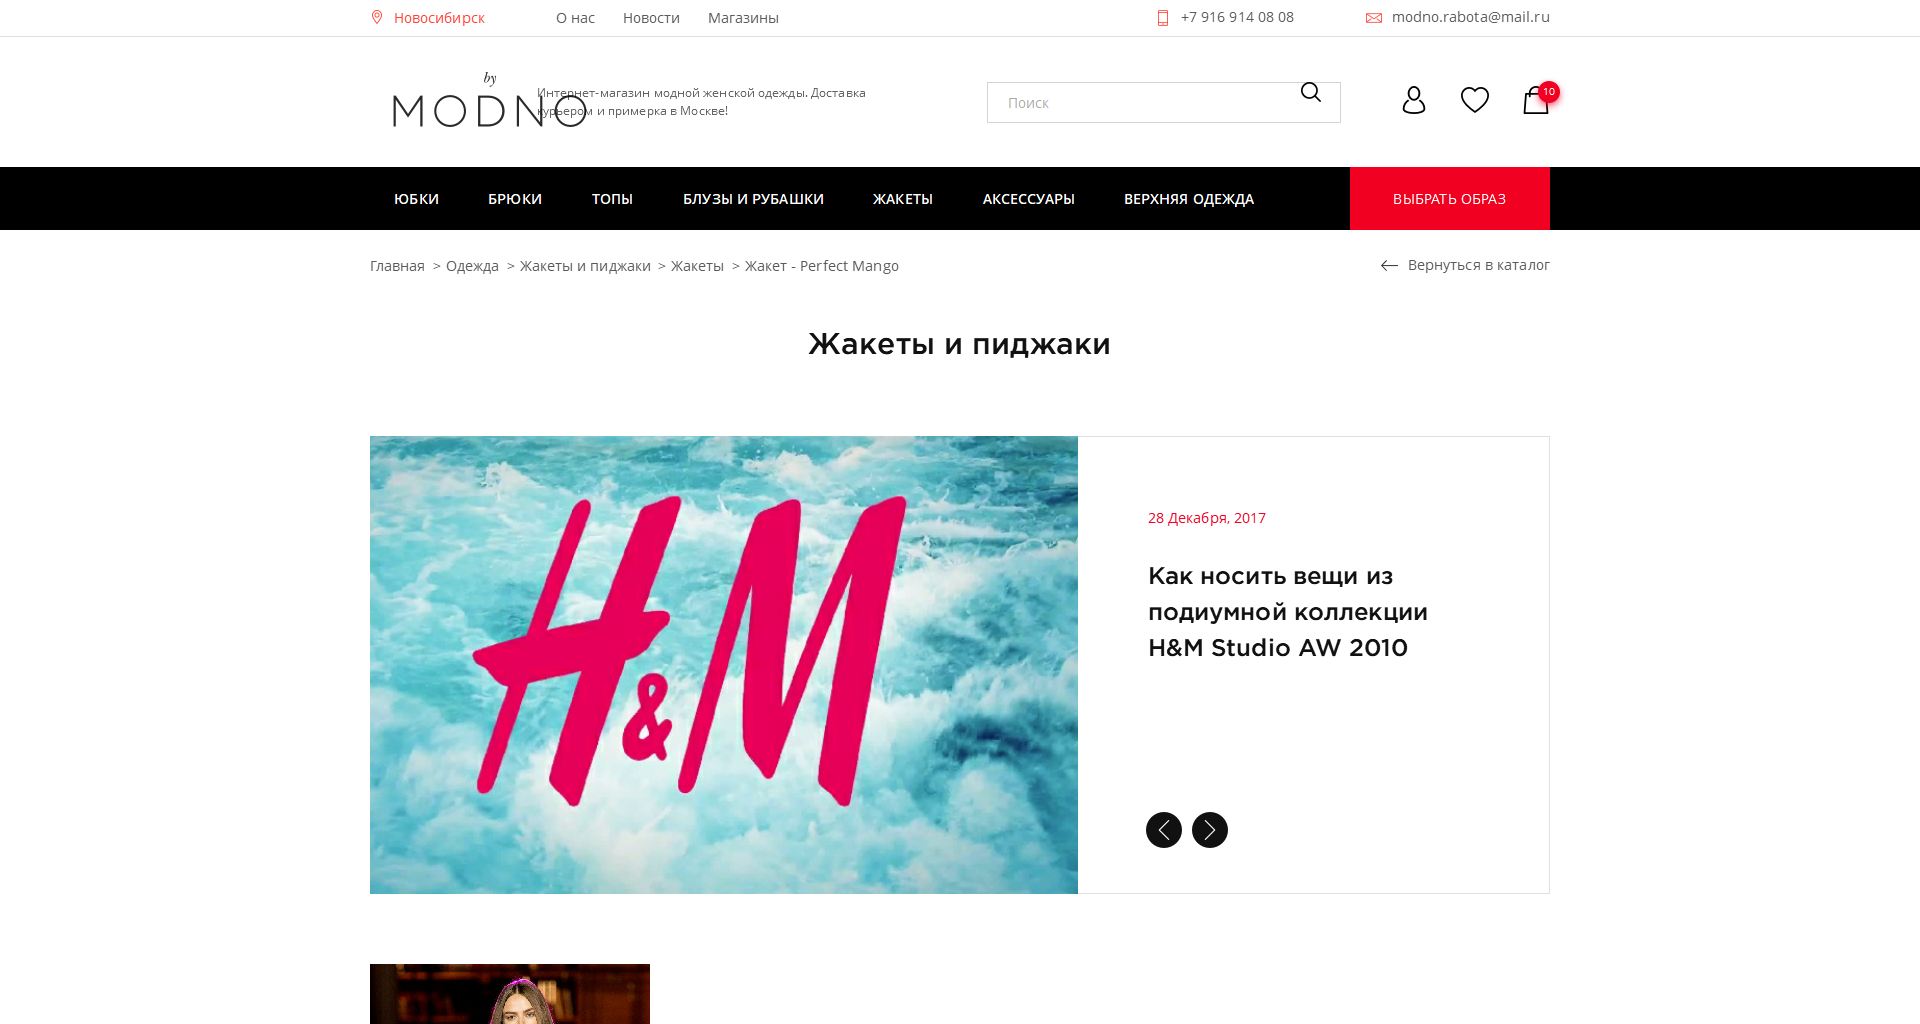 Новосибирск
О нас
Новости
Магазины
+7 916 914 08 08
modno.rabota@mail.ru
by
MODNO
Интернет-магазин модной женской одежды. Доставка
курьером и примерка в Москве!
Поиск
10
ЮБКИ
БРЮКИ
ТОПЫ
БЛУЗЫ И РУБАШКИ
ЖАКЕТЫ
АКСЕССУАРЫ
ВЕРХНЯЯ ОДЕЖДА
ВЫБРАТЬ ОБРАЗ
Главная > Одежда > Жакеты и пиджаки > Жакеты > Жакет - Perfect Mango
Вернуться в каталог
Жакеты и пиджаки
H&M
28 Декабря, 2017
Как носить вещи из
подиумной коллекции
H&M Studio AW 2010